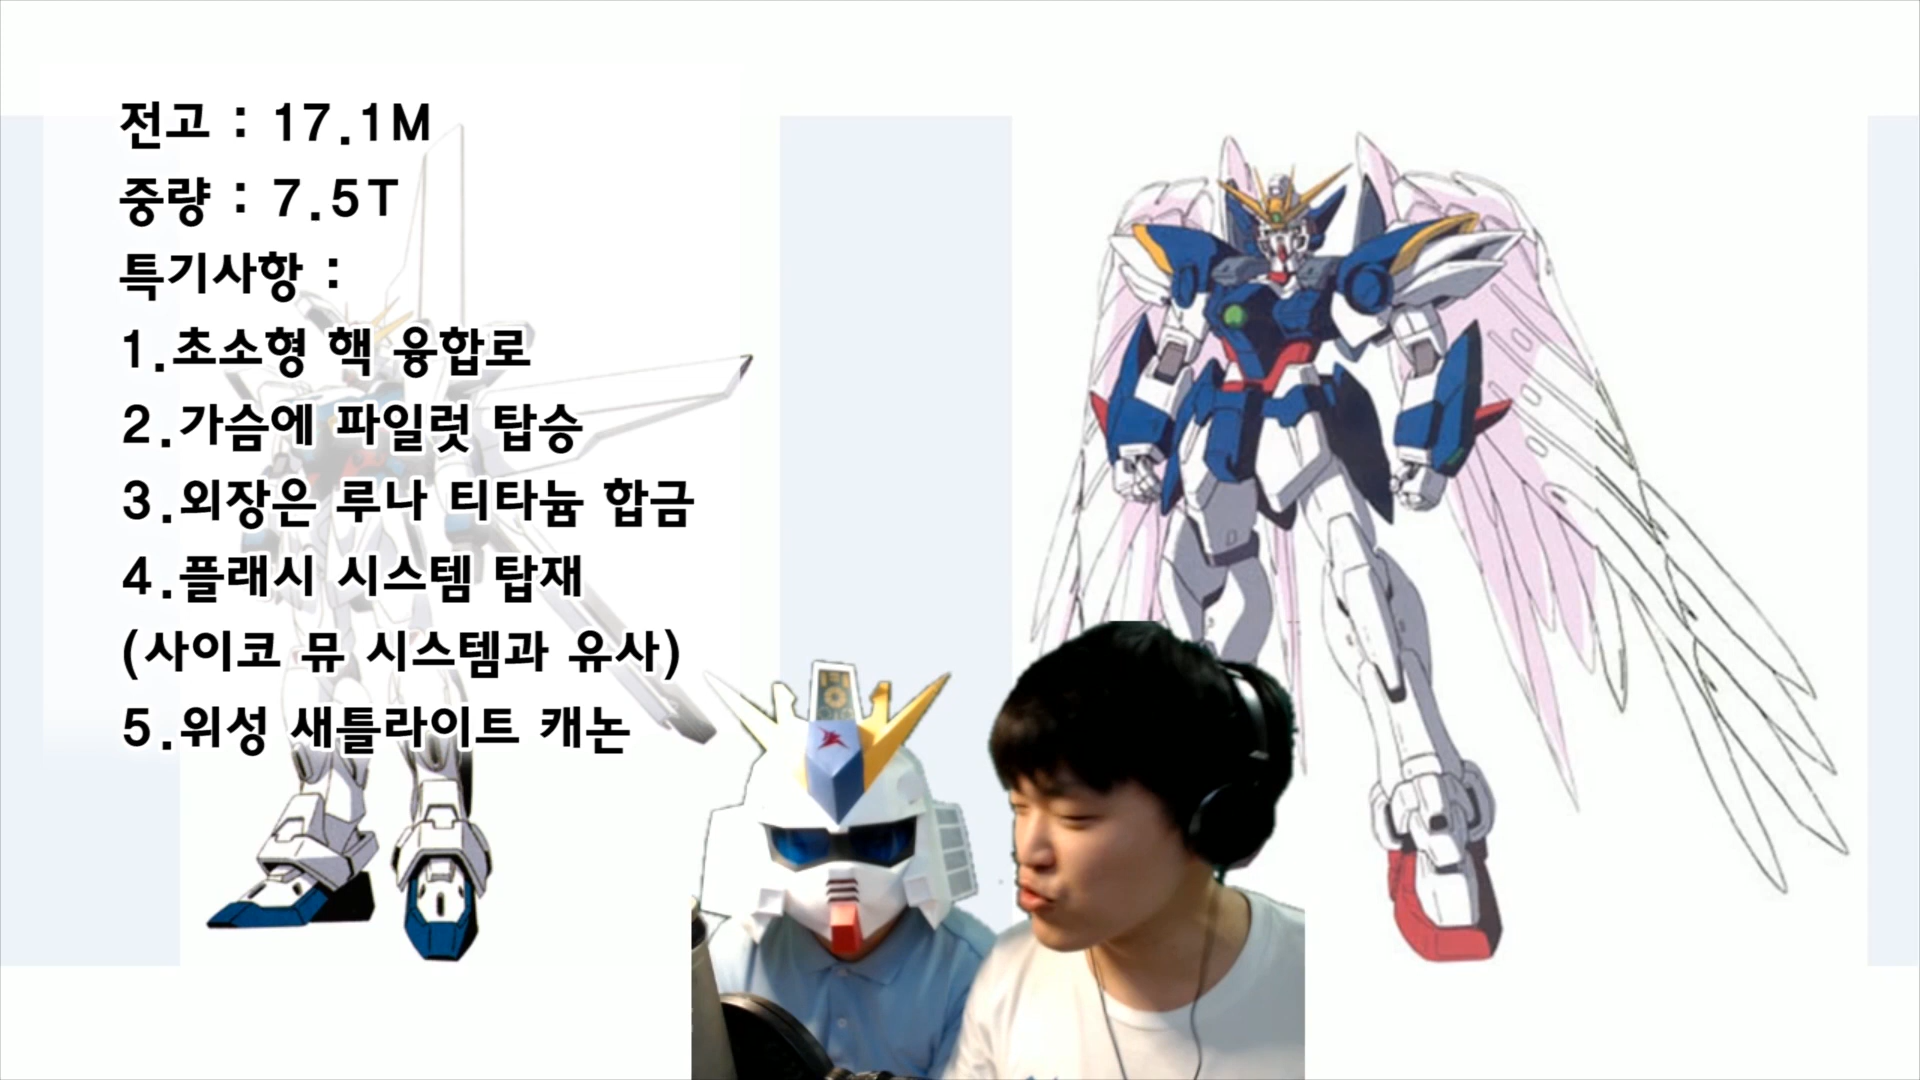 전고 : 17.1M
중량 : 7.5T
특기사항 :
1.초소형 핵 융합로
2.가슴에 파일럿 탑승
3.외장은 루나 티타늄 합금
4.플래시 시스템 탑재
(사이코 뮤 시스템과 유사)
5.위성 새틀라이트 캐논